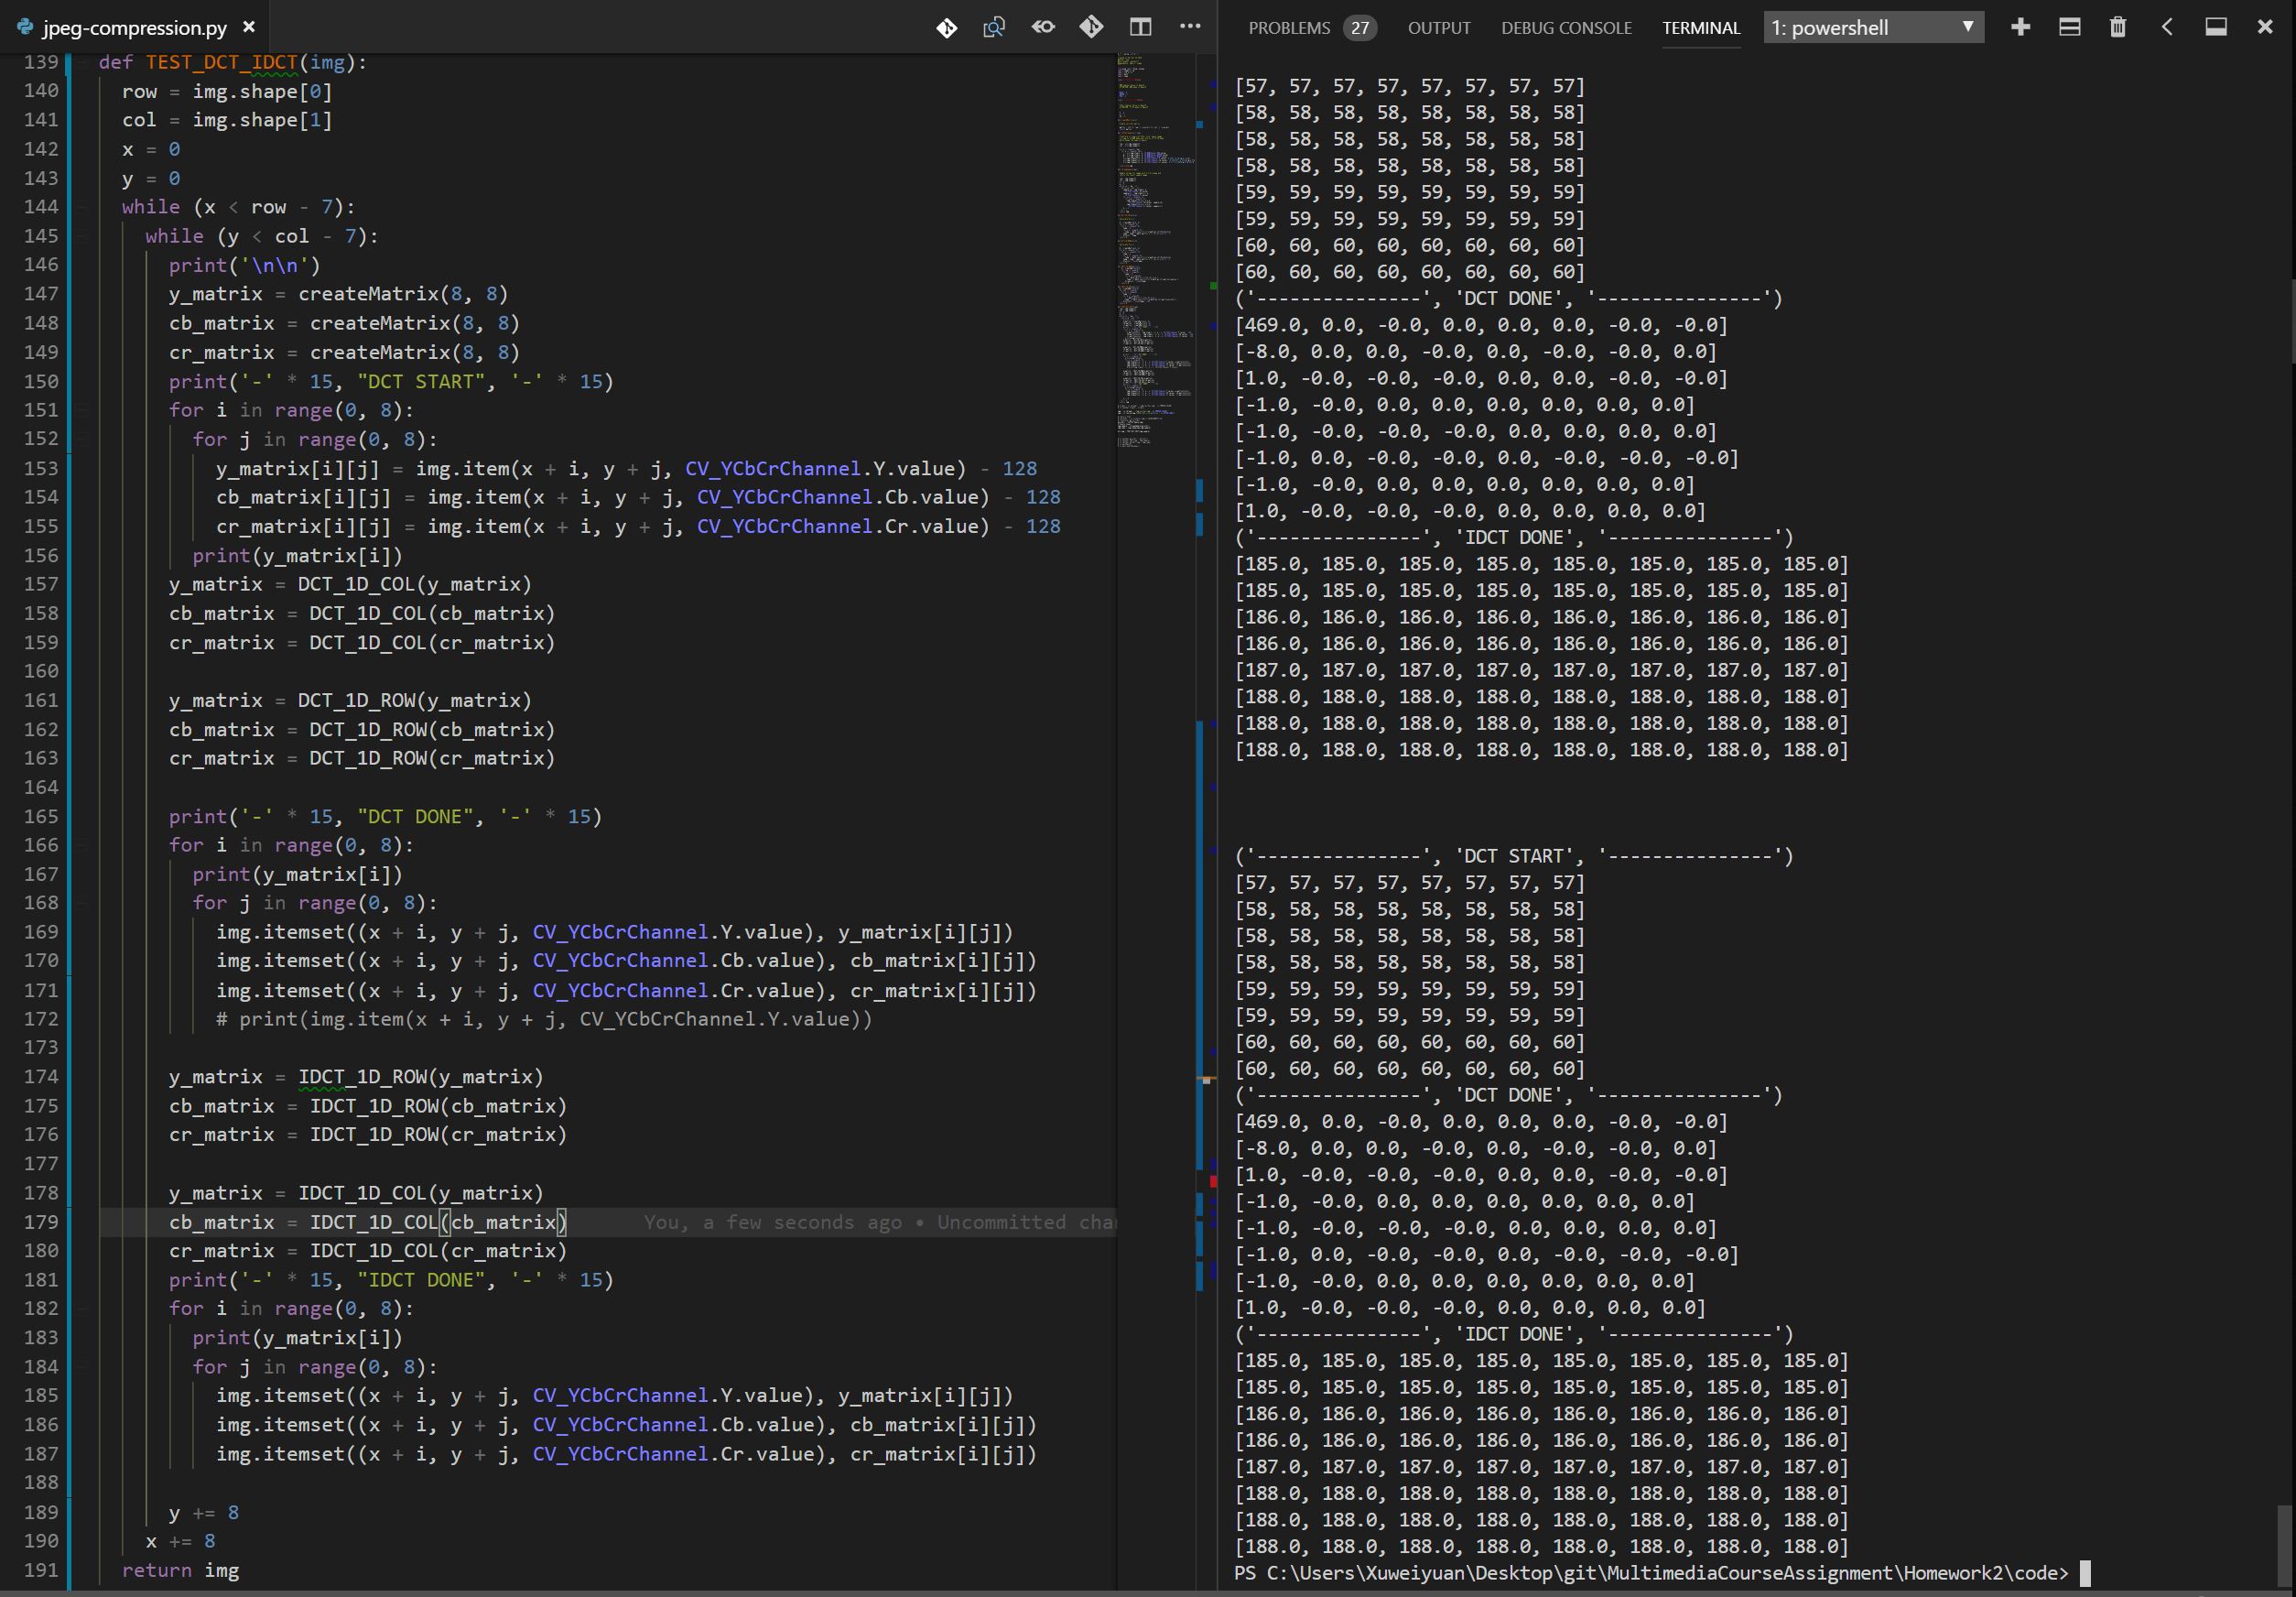 jpeg-compression.py
139 def TEST_DCT_IDCT(img):
140 row = img.shape[0]
141 col = img.shape[1]
142 x = 0
143 y = 0
144 while (x < row - 7):
145 while (y < col - 7):
146 print('\n\n')
147 y_matrix = createMatrix(8, 8)
148 cb_matrix = createMatrix(8, 8)
149 cr_matrix = createMatrix(8, 8)
150 print('-' * 15, "DCT START", '-' * 15)
151 for i in range(0, 8):
152 for j in range(0, 8):
153 y_matrix[i][j] = img.item(x + i, y + j, CV_YCbCrChannel.Y.value) - 128
154 cb_matrix[i][j] = img.item(x + i, y + j, CV_YCbCrChannel.Cb.value) - 128
155 cr_matrix[i][j] = img.item(x + i, y + j, CV_YCbCrChannel.Cr.value) - 128
156 print(y_matrix[i])
157 y_matrix = DCT_1D_COL(y_matrix)
158 cb_matrix = DCT_1D_COL(cb_matrix)
159 cr_matrix = DCT_1D_COL(cr_matrix)
160
161 y_matrix = DCT_1D_ROW(y_matrix)
162 cb_matrix = DCT_1D_ROW(cb_matrix)
163 cr_matrix = DCT_1D_ROW(cr_matrix)
164
165 print('-' * 15, "DCT DONE", '-' * 15)
166 for i in range(0, 8):
167 print(y_matrix[i])
168 for j in range(0, 8):
169 img.itemset((x + i, y + j, CV_YCbCrChannel.Y.value), y_matrix[i][j])
170 img.itemset((x + i, y + j, CV_YCbCrChannel.Cb.value), cb_matrix[i][j])
171 img.itemset((x + i, y + j, CV_YCbCrChannel.Cr.value), cr_matrix[i][j])
172 # print(img.item(x + i, y + j, CV_YCbCrChannel.Y.value))
173
174 y_matrix = IDCT_1D_ROW(y_matrix)
175 cb_matrix = IDCT_1D_ROW(cb_matrix)
176 cr_matrix = IDCT_1D_ROW(cr_matrix)
177
178 y_matrix = IDCT_1D_COL(y_matrix)
179 cb_matrix = IDCT_1D_COL(cb_matrix) You, a few seconds ago • Uncommitted cha
180 cr_matrix = IDCT_1D_COL(cr_matrix)
181 print('-' * 15, "IDCT DONE", '-' * 15)
182 for i in range(0, 8):
183 print(y_matrix[i])
184 for j in range(0, 8):
185 img.itemset((x + i, y + j, CV_YCbCrChannel.Y.value), y_matrix[i][j])
186 img.itemset((x + i, y + j, CV_YCbCrChannel.Cb.value), cb_matrix[i][j])
187 img.itemset((x + i, y + j, CV_YCbCrChannel.Cr.value), cr_matrix[i][j])
188
189 y += 8
190 x += 8
191 return img
PROBLEMS 27 OUTPUT DEBUG CONSOLE TERMINAL 1: powershell
[57, 57, 57, 57, 57, 57, 57, 57]
[58, 58, 58, 58, 58, 58, 58, 58]
[58, 58, 58, 58, 58, 58, 58, 58]
[58, 58, 58, 58, 58, 58, 58, 58]
[59, 59, 59, 59, 59, 59, 59, 59]
[59, 59, 59, 59, 59, 59, 59, 59]
[60, 60, 60, 60, 60, 60, 60, 60]
[60, 60, 60, 60, 60, 60, 60, 60]
('---------------', 'DCT DONE', '---------------')
[469.0, 0.0, -0.0, 0.0, 0.0, 0.0, -0.0, -0.0]
[-8.0, 0.0, 0.0, -0.0, 0.0, -0.0, -0.0, 0.0]
[1.0, -0.0, -0.0, -0.0, 0.0, 0.0, -0.0, -0.0]
[-1.0, -0.0, 0.0, 0.0, 0.0, 0.0, 0.0, 0.0]
[-1.0, -0.0, -0.0, -0.0, 0.0, 0.0, 0.0, 0.0]
[-1.0, 0.0, -0.0, -0.0, 0.0, -0.0, -0.0, -0.0]
[-1.0, -0.0, 0.0, 0.0, 0.0, 0.0, 0.0, 0.0]
[1.0, -0.0, -0.0, -0.0, 0.0, 0.0, 0.0, 0.0]
('---------------', 'IDCT DONE', '---------------')
[185.0, 185.0, 185.0, 185.0, 185.0, 185.0, 185.0, 185.0]
[185.0, 185.0, 185.0, 185.0, 185.0, 185.0, 185.0, 185.0]
[186.0, 186.0, 186.0, 186.0, 186.0, 186.0, 186.0, 186.0]
[186.0, 186.0, 186.0, 186.0, 186.0, 186.0, 186.0, 186.0]
[187.0, 187.0, 187.0, 187.0, 187.0, 187.0, 187.0, 187.0]
[188.0, 188.0, 188.0, 188.0, 188.0, 188.0, 188.0, 188.0]
[188.0, 188.0, 188.0, 188.0, 188.0, 188.0, 188.0, 188.0]
[188.0, 188.0, 188.0, 188.0, 188.0, 188.0, 188.0, 188.0]
('---------------', 'DCT START', '---------------')
[57, 57, 57, 57, 57, 57, 57, 57]
[58, 58, 58, 58, 58, 58, 58, 58]
[58, 58, 58, 58, 58, 58, 58, 58]
[58, 58, 58, 58, 58, 58, 58, 58]
[59, 59, 59, 59, 59, 59, 59, 59]
[59, 59, 59, 59, 59, 59, 59, 59]
[60, 60, 60, 60, 60, 60, 60, 60]
[60, 60, 60, 60, 60, 60, 60, 60]
('---------------', 'DCT DONE', '---------------')
[469.0, 0.0, -0.0, 0.0, 0.0, 0.0, -0.0, -0.0]
[-8.0, 0.0, 0.0, -0.0, 0.0, -0.0, -0.0, 0.0]
[1.0, -0.0, -0.0, -0.0, 0.0, 0.0, -0.0, -0.0]
[-1.0, -0.0, 0.0, 0.0, 0.0, 0.0, 0.0, 0.0]
[-1.0, -0.0, -0.0, -0.0, 0.0, 0.0, 0.0, 0.0]
[-1.0, 0.0, -0.0, -0.0, 0.0, -0.0, -0.0, -0.0]
[-1.0, -0.0, 0.0, 0.0, 0.0, 0.0, 0.0, 0.0]
[1.0, -0.0, -0.0, -0.0, 0.0, 0.0, 0.0, 0.0]
('---------------', 'IDCT DONE', '---------------')
[185.0, 185.0, 185.0, 185.0, 185.0, 185.0, 185.0, 185.0]
[185.0, 185.0, 185.0, 185.0, 185.0, 185.0, 185.0, 185.0]
[186.0, 186.0, 186.0, 186.0, 186.0, 186.0, 186.0, 186.0]
[186.0, 186.0, 186.0, 186.0, 186.0, 186.0, 186.0, 186.0]
[187.0, 187.0, 187.0, 187.0, 187.0, 187.0, 187.0, 187.0]
[188.0, 188.0, 188.0, 188.0, 188.0, 188.0, 188.0, 188.0]
[188.0, 188.0, 188.0, 188.0, 188.0, 188.0, 188.0, 188.0]
[188.0, 188.0, 188.0, 188.0, 188.0, 188.0, 188.0, 188.0]
PS C:\Users\Xuweiyuan\Desktop\git\MultimediaCourseAssignment\Homework2\code>